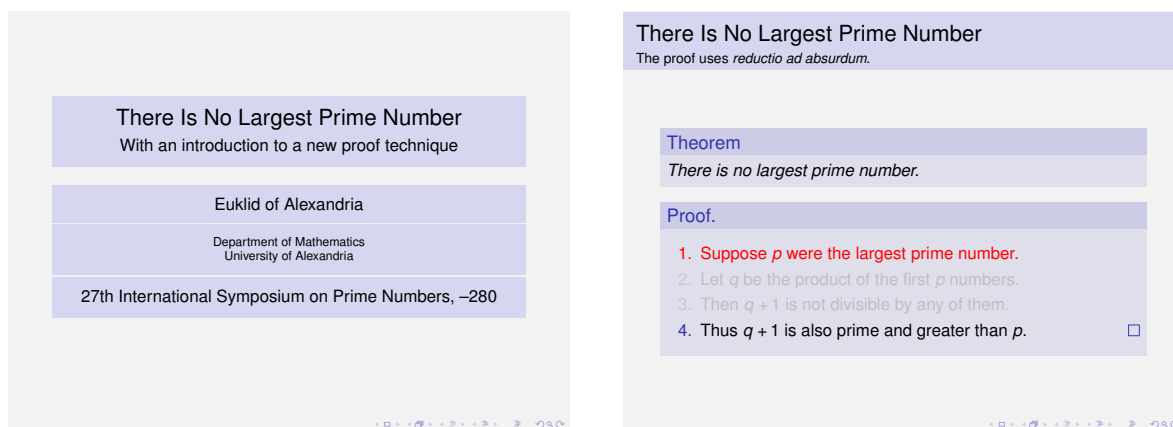 There Is No Largest Prime Number
With an introduction to a new proof technique
Euklid of Alexandria
Department of Mathematics
University of Alexandria
27th International Symposium on Prime Numbers, –280
There Is No Largest Prime Number
The proof uses reductio ad absurdum.
Theorem
There is no largest prime number.
Proof.
1. Suppose p were the largest prime number.
2. Let q be the product of the first p numbers.
3. Then q + 1 is not divisible by any of them.
4. Thus q + 1 is also prime and greater than p.